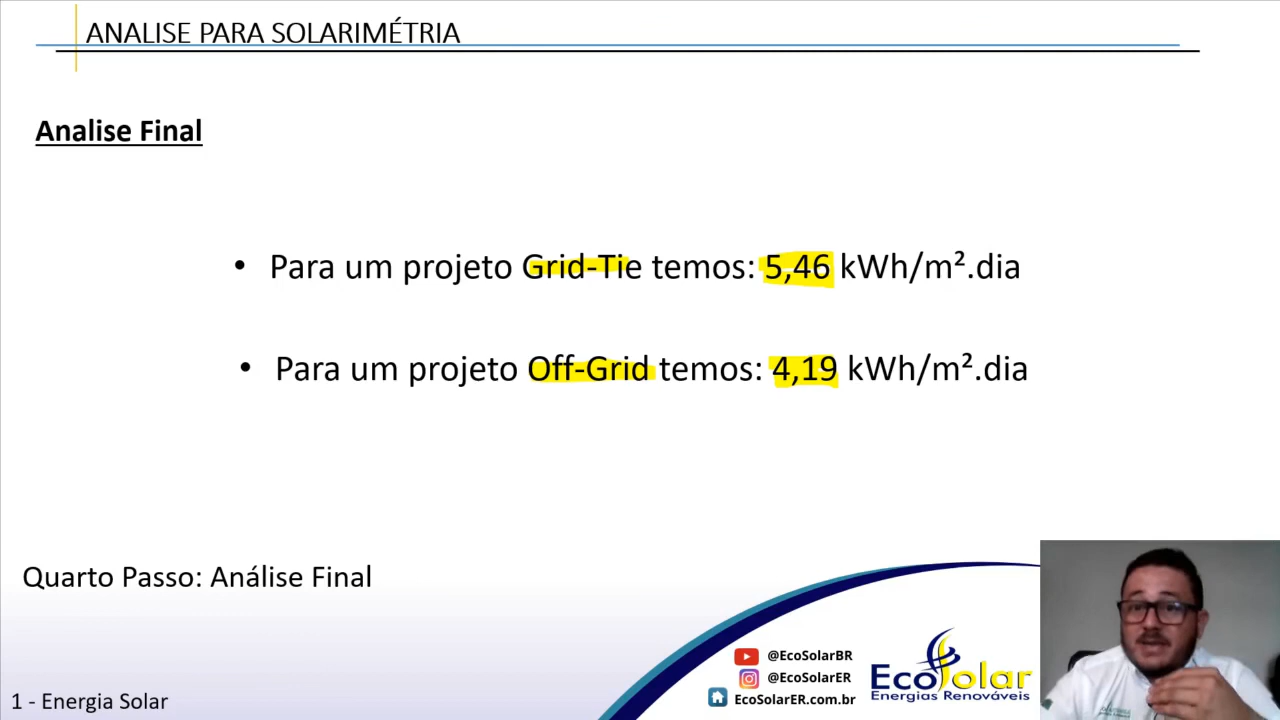 ANALISE PARA SOLARIMÉTRIA
Analise Final
• Para um projeto Grid-Tie temos: 5,46 kWh/m².dia
• Para um projeto Off-Grid temos: 4,19 kWh/m².dia
Quarto Passo: Análise Final
@EcoSolarBR
@EcoSolarER
EcoSolarER.com.br
EcoSolar
Energias Renováveis
1 - Energia Solar